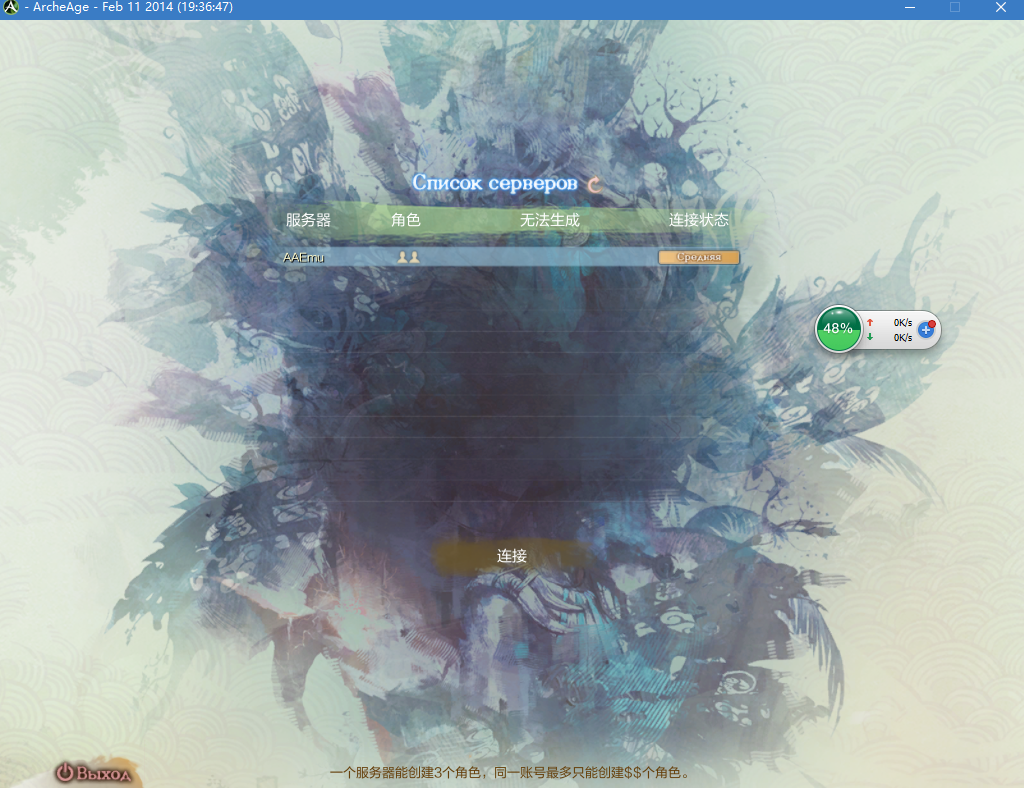 - ArcheAge - Feb 11 2014 (19:36:47)
Список серверов
服务器 角色 无法生成 连接状态
AAEmu Средняя
48% 0K/s
0K/s
连接
Выход
一个服务器能创建3个角色，同一账号最多只能创建$$个角色。